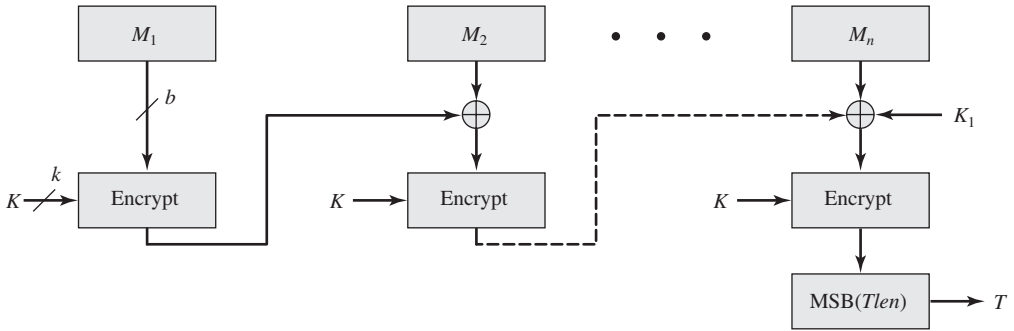 M₁
M₂
Mₙ
b
K₁
k
K
Encrypt
K
Encrypt
K
Encrypt
MSB(Tlen)
T